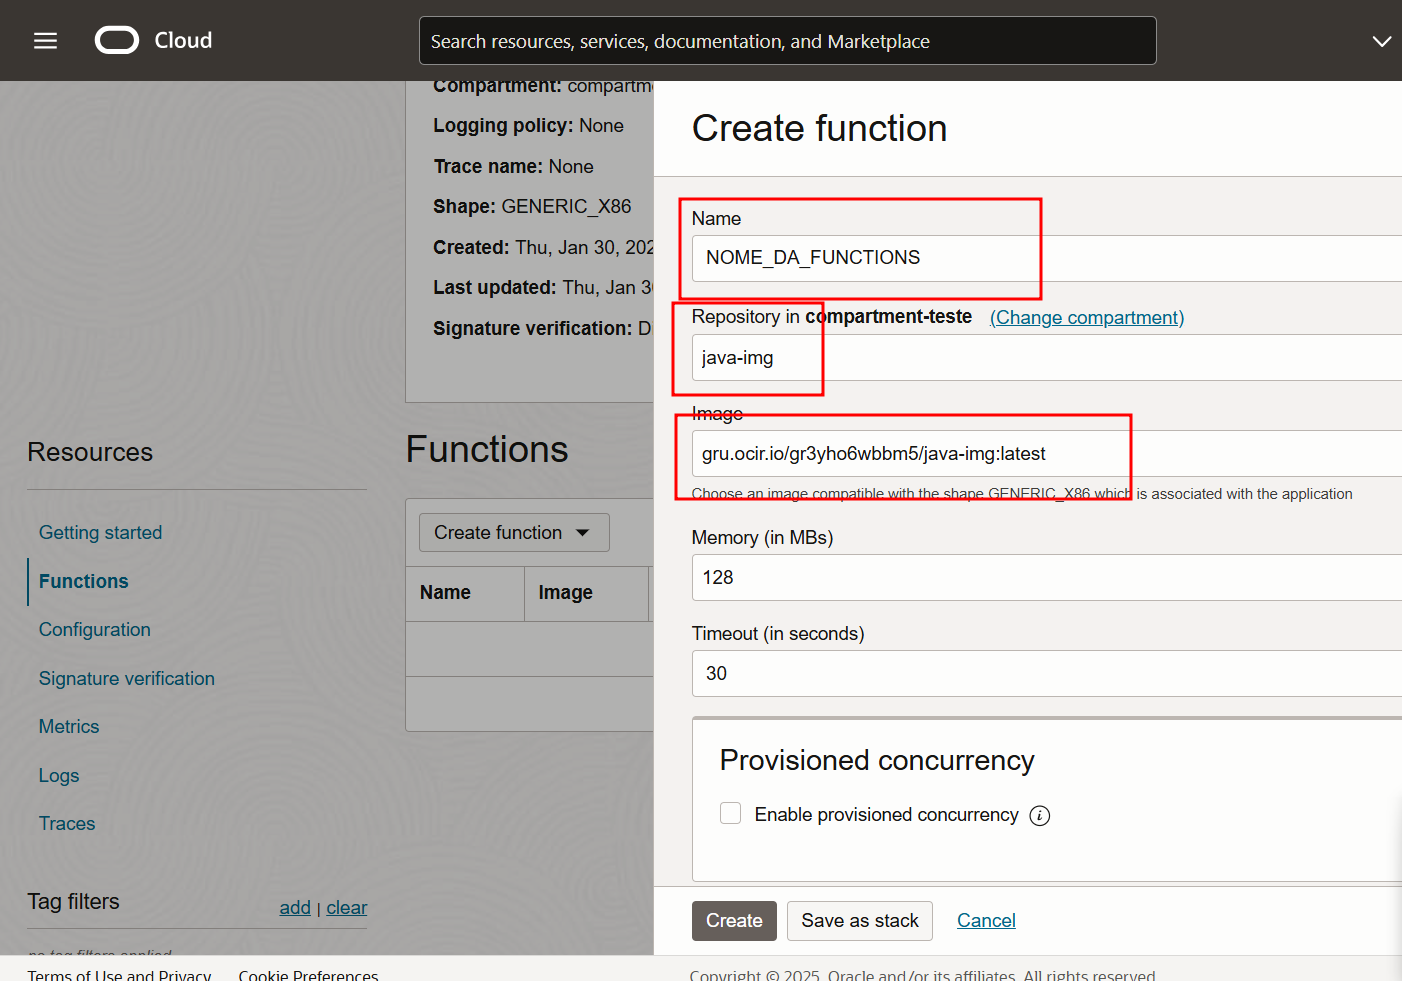 Cloud
Search resources, services, documentation, and Marketplace
Compartment: compartm
Logging policy: None
Trace name: None
Shape: GENERIC_X86
Created: Thu, Jan 30, 202
Last updated: Thu, Jan 3
Signature verification: D
Resources
Getting started
Functions
Configuration
Signature verification
Metrics
Logs
Traces
Tag filters
add | clear
no tag filters applied
Functions
Create function
Name Image
Create function
Name
NOME_DA_FUNCTIONS
Repository in compartment-teste (Change compartment)
java-img
Image
gru.ocir.io/gr3yho6wbbm5/java-img:latest
Choose an image compatible with the shape GENERIC_X86 which is associated with the application
Memory (in MBs)
128
Timeout (in seconds)
30
Provisioned concurrency
Enable provisioned concurrency
Create Save as stack Cancel
Terms of Use and Privacy Cookie Preferences
Copyright © 2025, Oracle and/or its affiliates. All rights reserved.